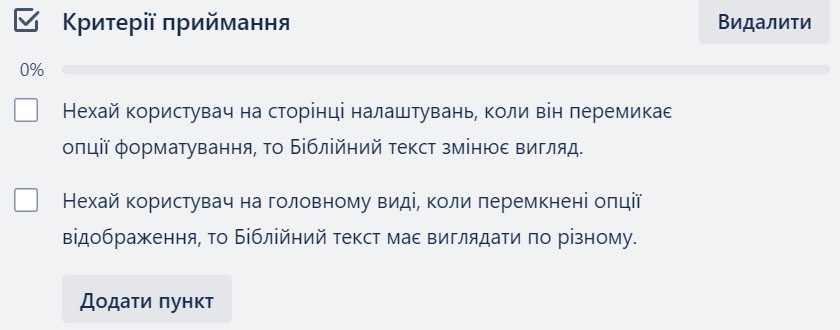 Критерії приймання
Видалити
0%
Нехай користувач на сторінці налаштувань, коли він перемикає
опції форматування, то Біблійний текст змінює вигляд.
Нехай користувач на головному виді, коли перемкнені опції
відображення, то Біблійний текст має виглядати по різному.
Додати пункт